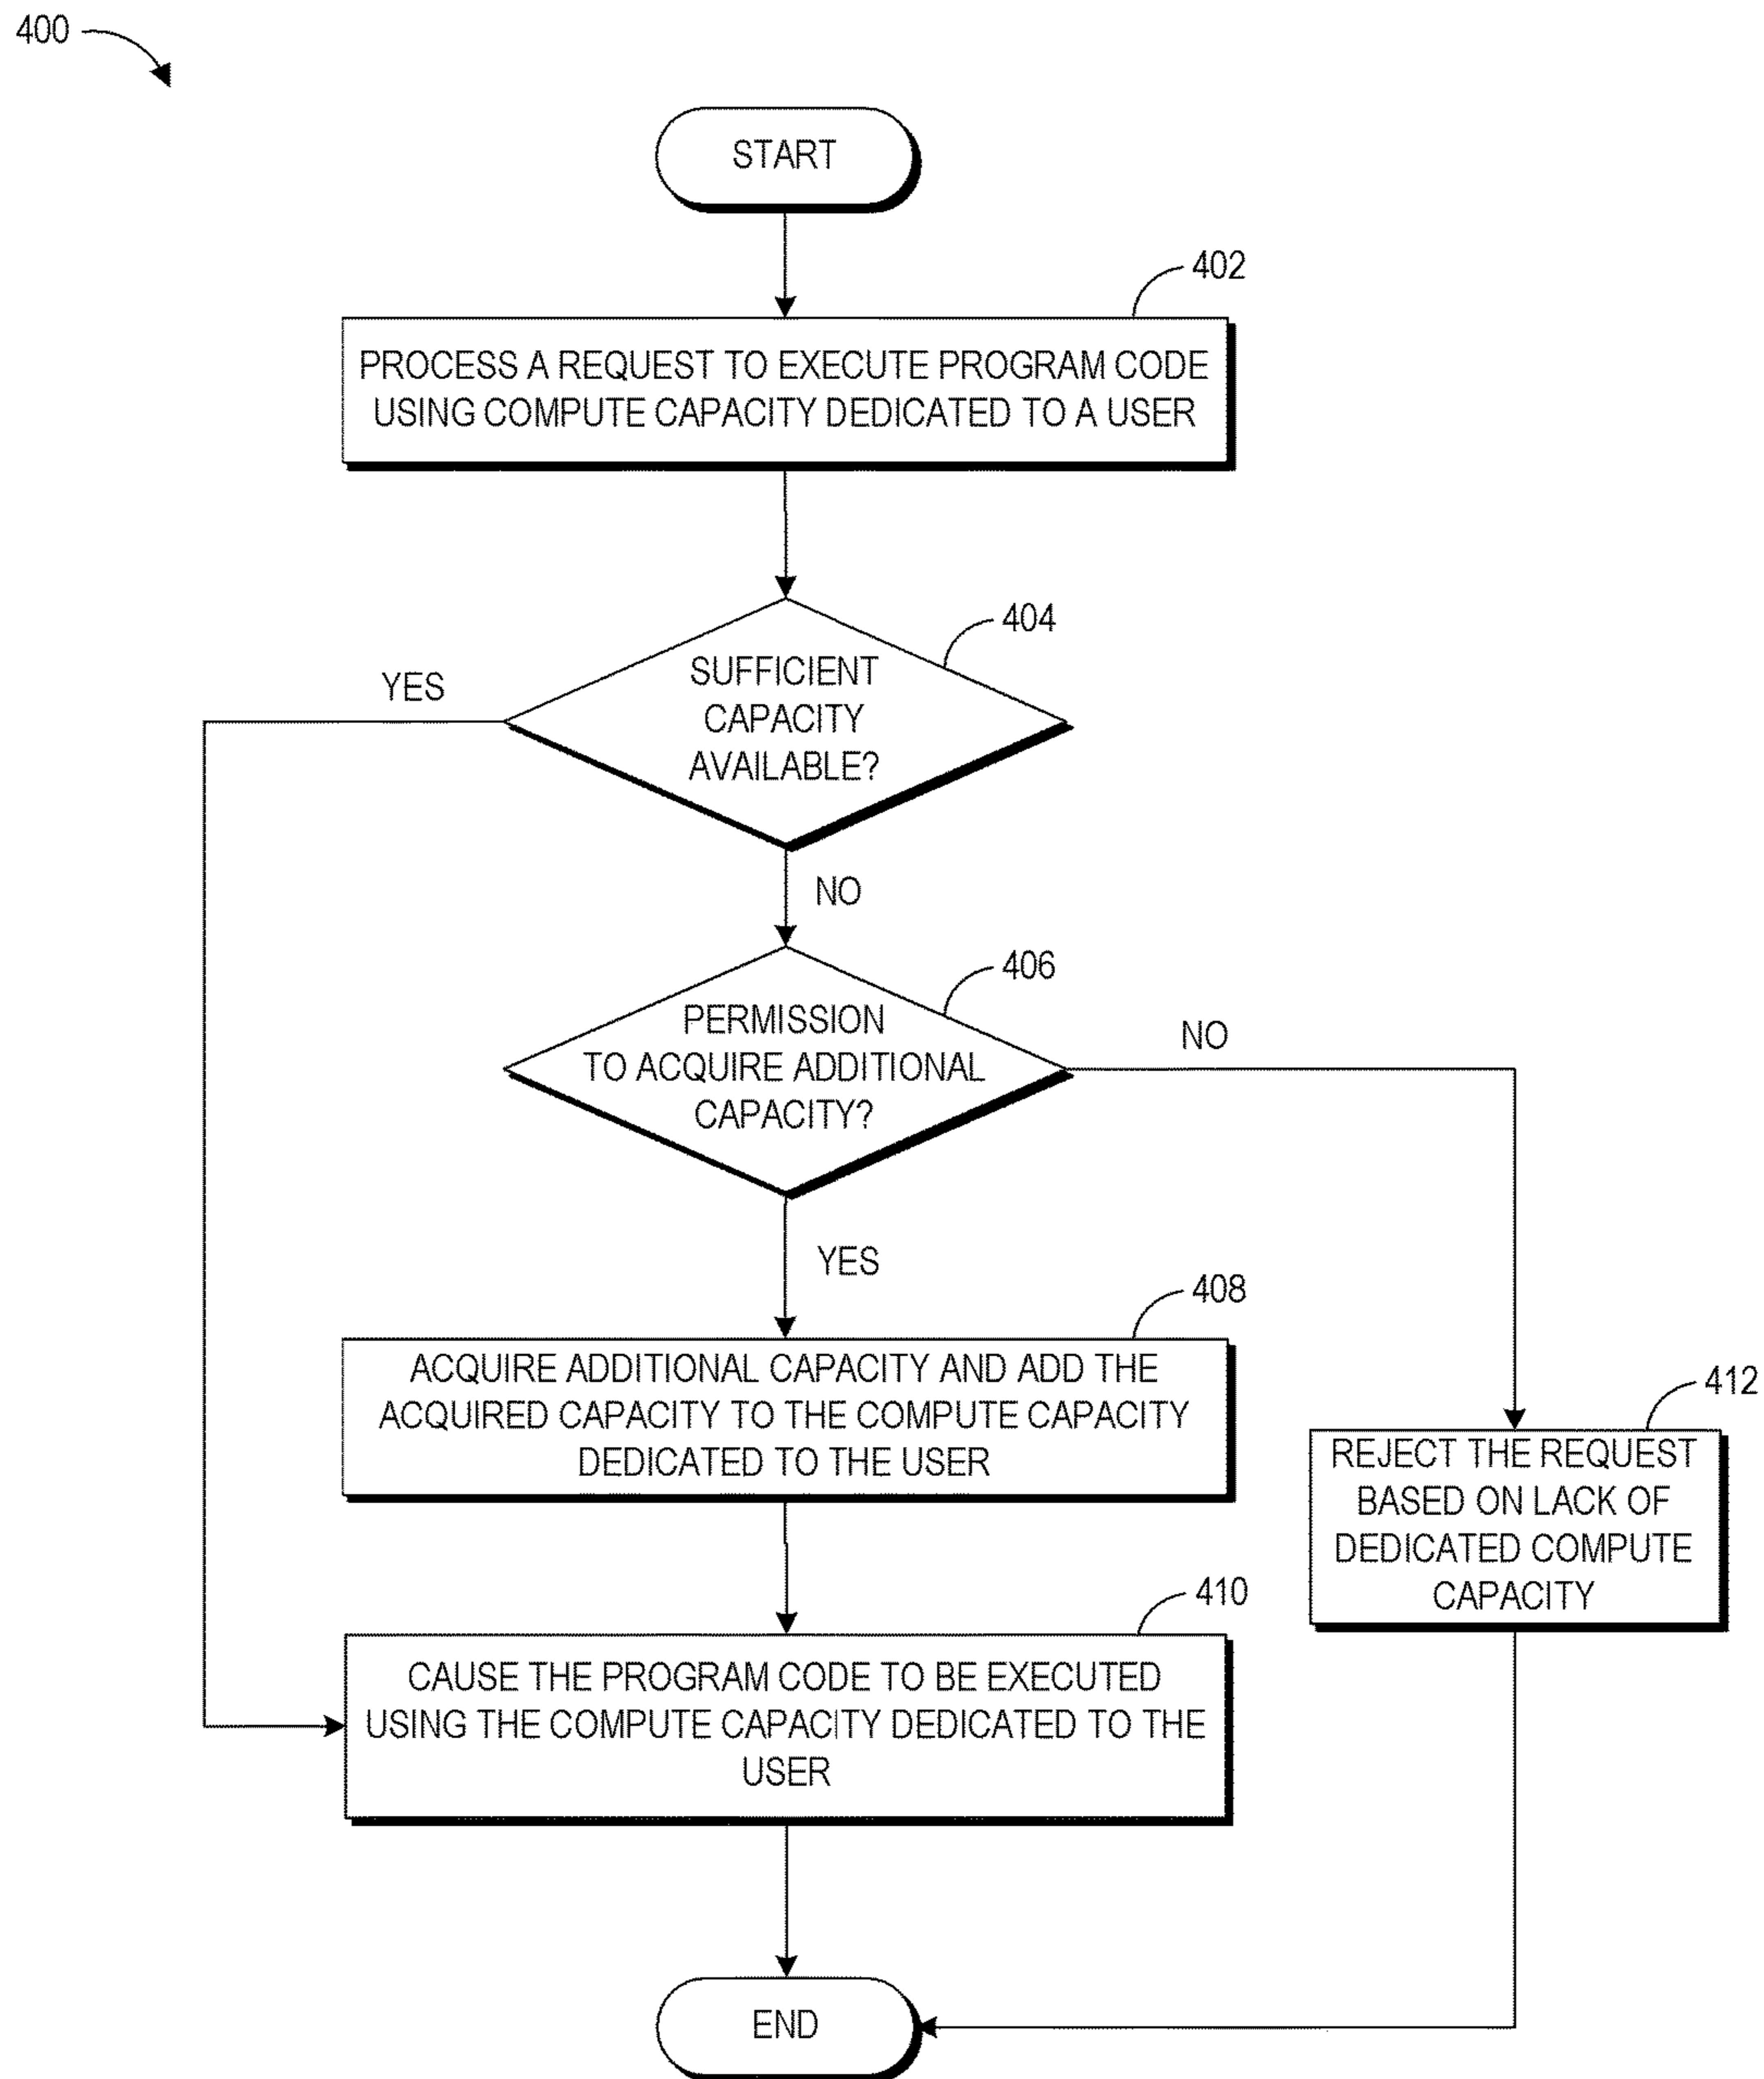 400
START
402
PROCESS A REQUEST TO EXECUTE PROGRAM CODE
USING COMPUTE CAPACITY DEDICATED TO A USER
404
SUFFICIENT
CAPACITY
AVAILABLE?
YES
NO
406
PERMISSION
TO ACQUIRE ADDITIONAL
CAPACITY?
NO
YES
408
ACQUIRE ADDITIONAL CAPACITY AND ADD THE
ACQUIRED CAPACITY TO THE COMPUTE CAPACITY
DEDICATED TO THE USER
412
REJECT THE REQUEST
BASED ON LACK OF
DEDICATED COMPUTE
CAPACITY
410
CAUSE THE PROGRAM CODE TO BE EXECUTED
USING THE COMPUTE CAPACITY DEDICATED TO THE
USER
END